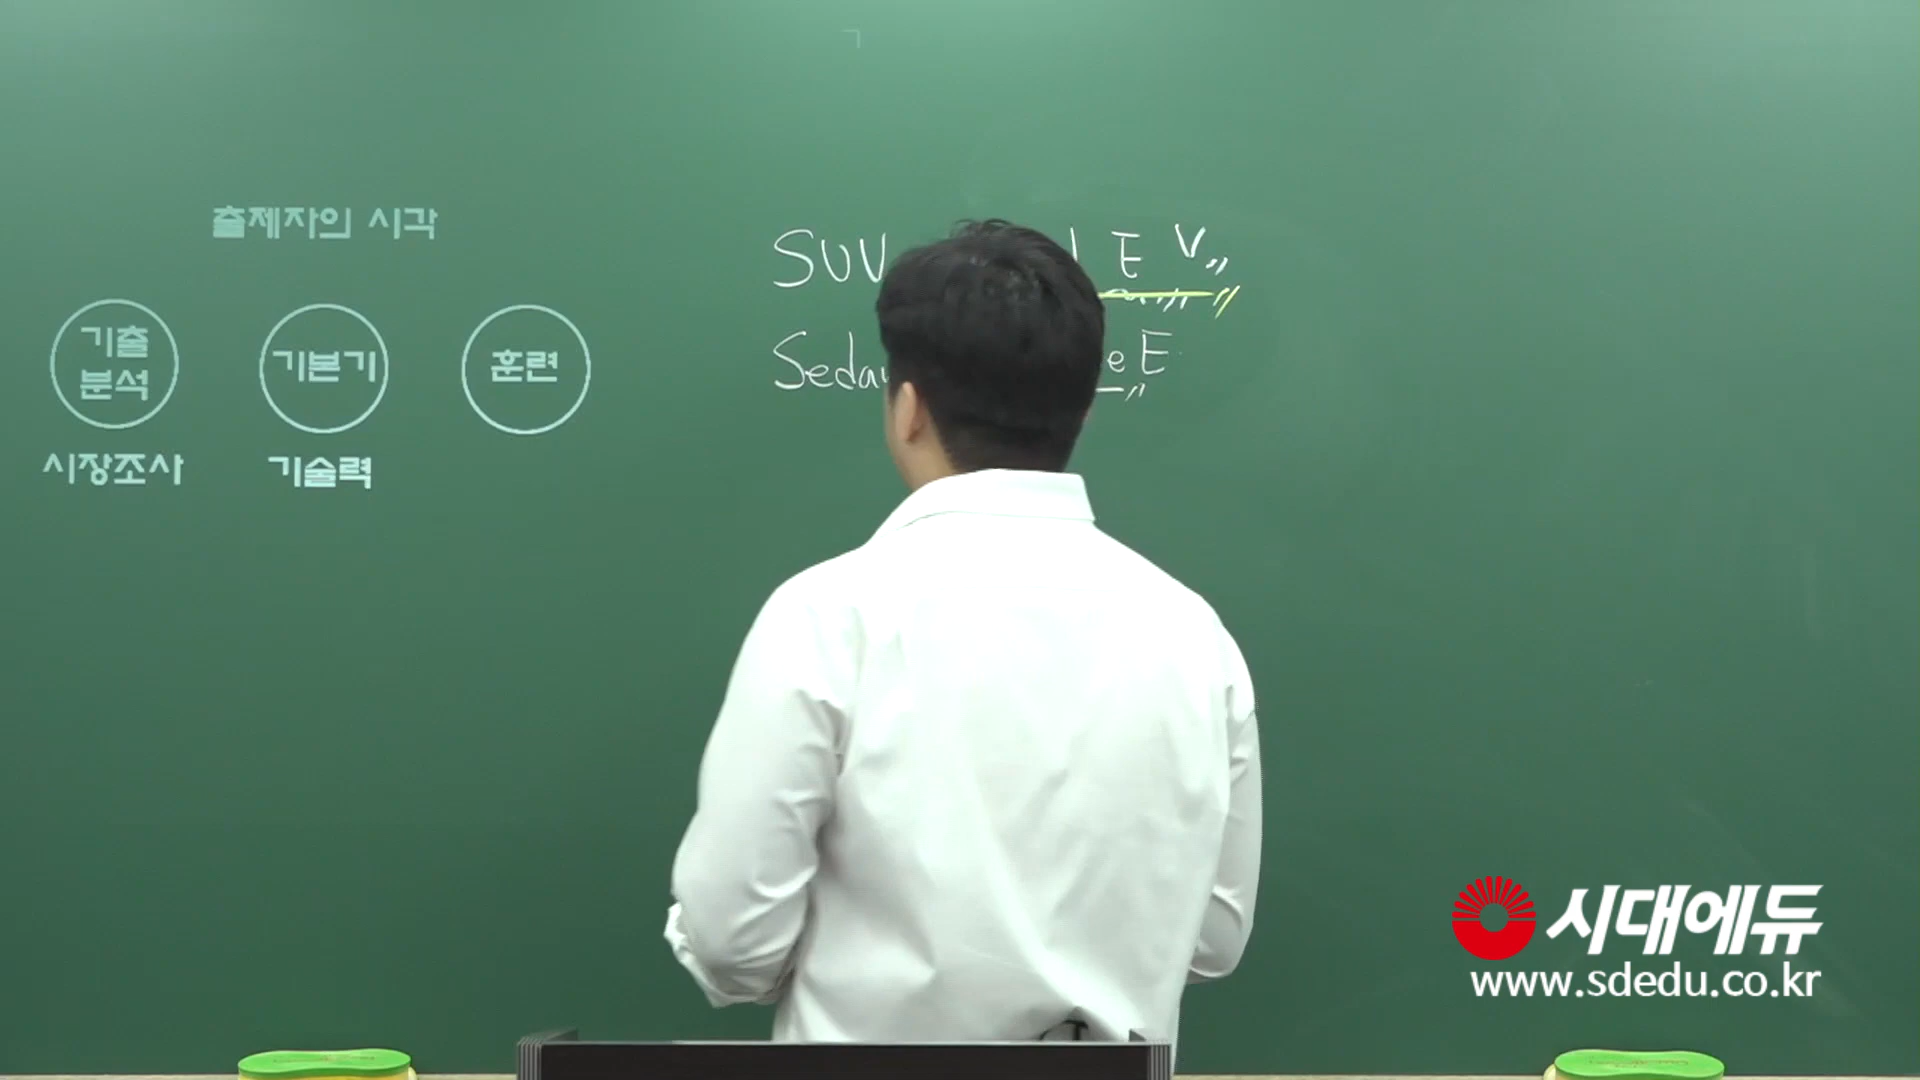 출제자의 시각
기출
분석
기본기
훈련
시장조사
기술력
SUV E V
Sedan E
시대에듀
www.sdedu.co.kr